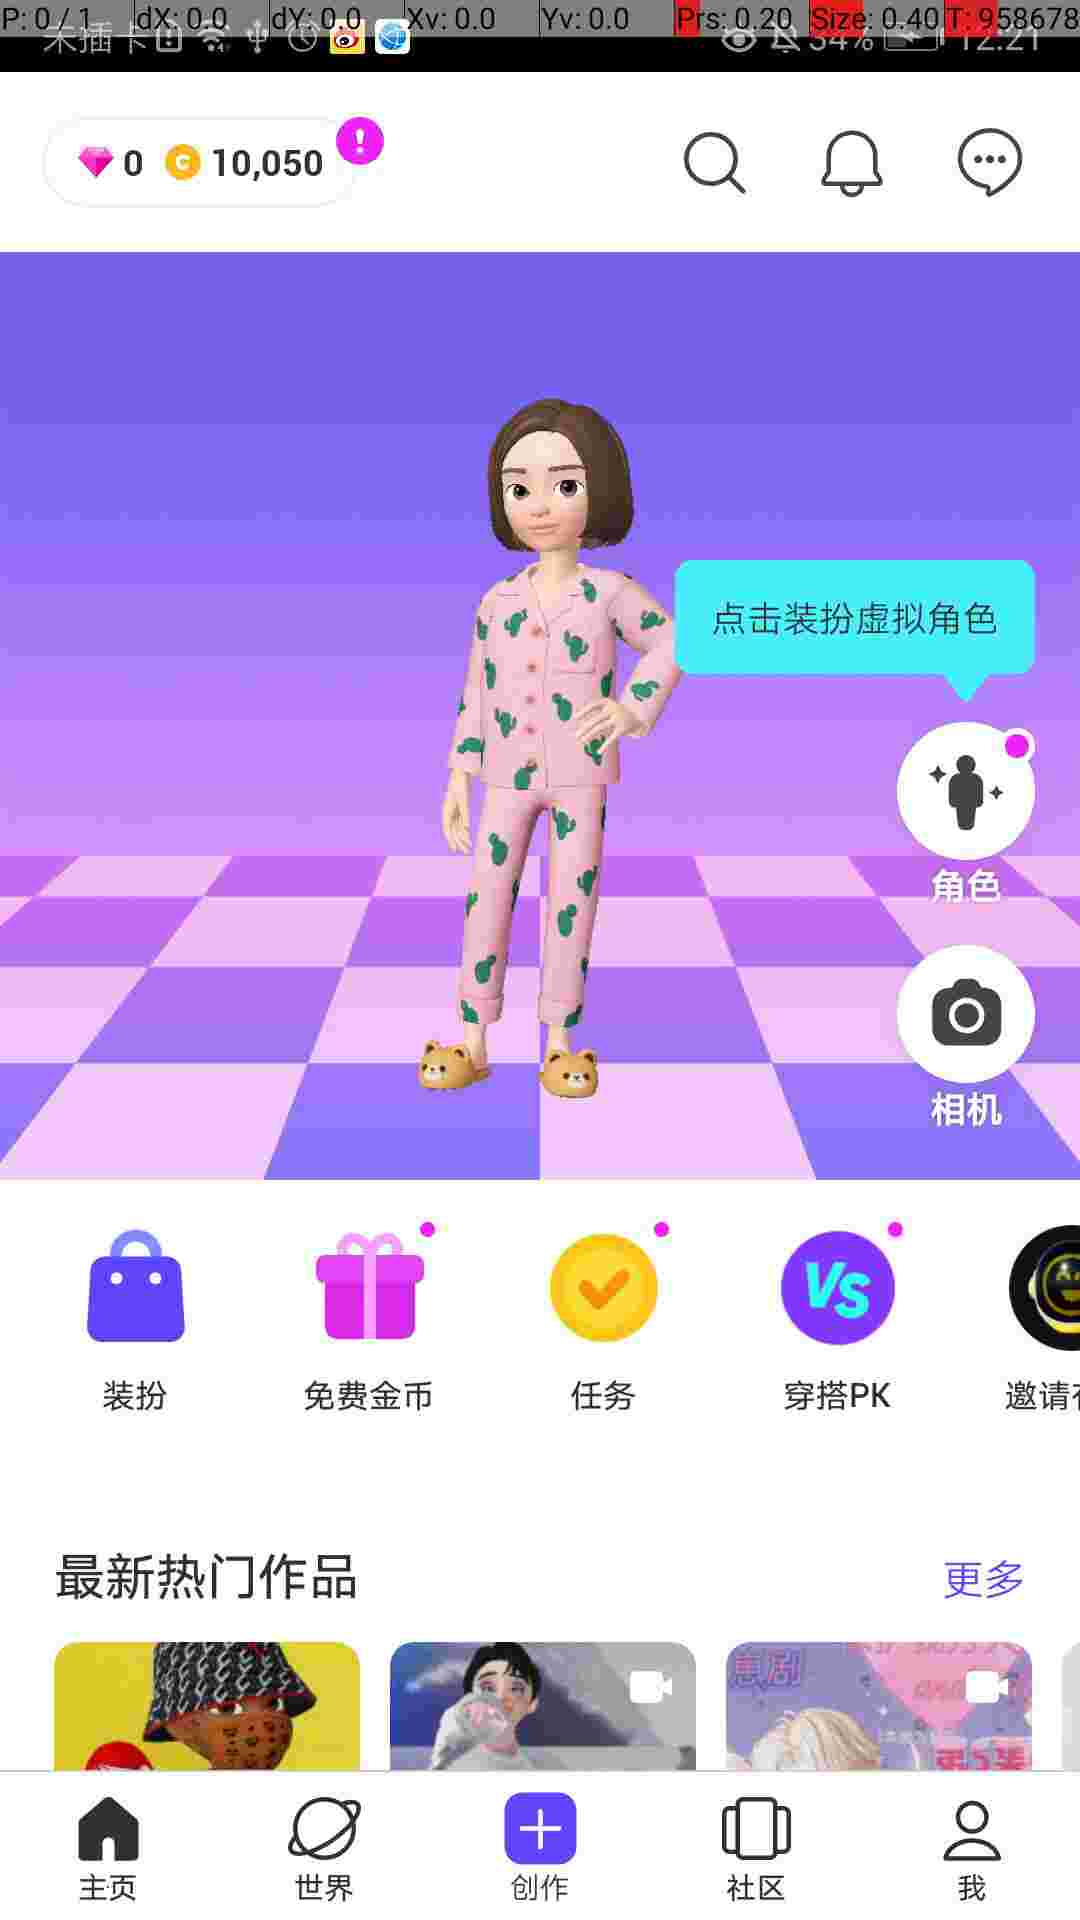 P: 0 / 1 dX: 0.0 dY: 0.0 Xv: 0.0 Yv: 0.0 Prs: 0.20 Size: 0.40 T: 958678
未插卡 34% 12:21
0 10,050
点击装扮虚拟角色
角色
相机
装扮 免费金币 任务 穿搭PK 邀请
VS
最新热门作品 更多
主页 世界 创作 社区 我